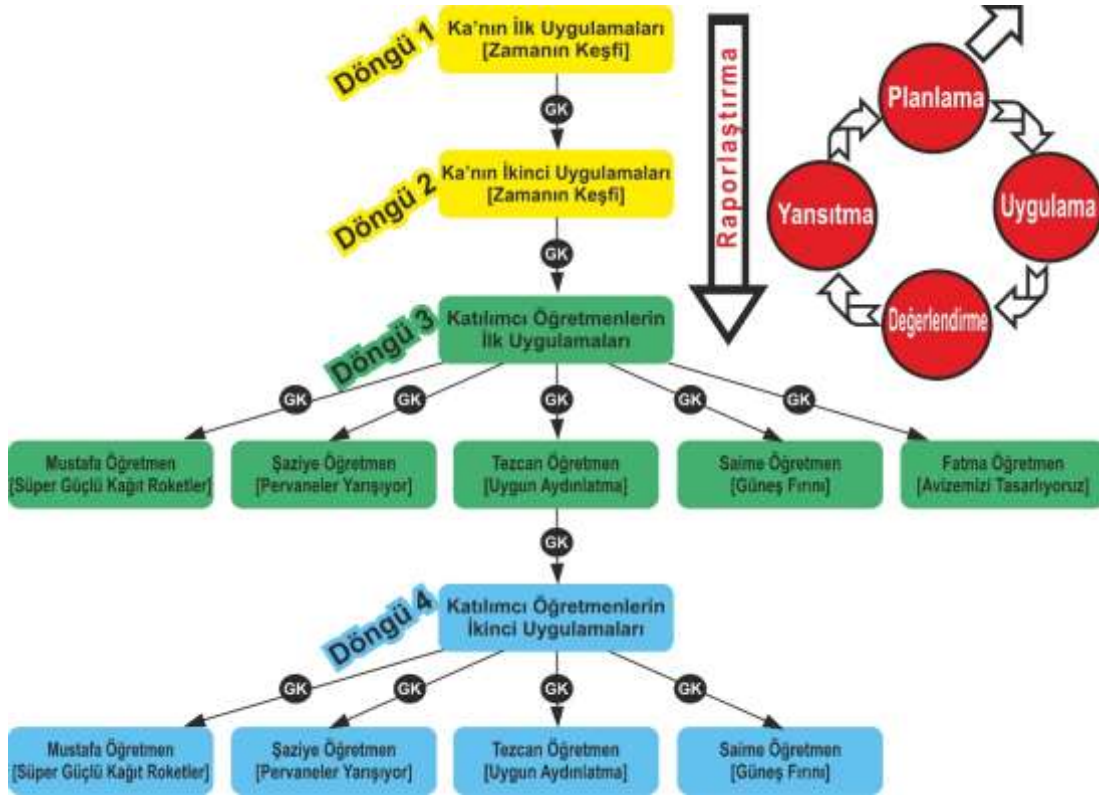 Döngü 1
Ka'nın İlk Uygulamaları
[Zamanın Keşfi]
GK
Döngü 2
Ka'nın İkinci Uygulamaları
[Zamanın Keşfi]
GK
Raporlaştırma
Planlama
Uygulama
Değerlendirme
Yansıtma
Döngü 3
Katılımcı Öğretmenlerin
İlk Uygulamaları
GK
GK
GK
GK
GK
Mustafa Öğretmen
[Süper Güçlü Kağıt Roketler]
Şaziye Öğretmen
[Pervaneler Yarışıyor]
Tezcan Öğretmen
[Uygun Aydınlatma]
Saime Öğretmen
[Güneş Fırını]
Fatma Öğretmen
[Avizemizi Tasarlıyoruz]
GK
Döngü 4
Katılımcı Öğretmenlerin
İkinci Uygulamaları
GK
GK
GK
GK
Mustafa Öğretmen
[Süper Güçlü Kağıt Roketler]
Şaziye Öğretmen
[Pervaneler Yarışıyor]
Tezcan Öğretmen
[Uygun Aydınlatma]
Saime Öğretmen
[Güneş Fırını]